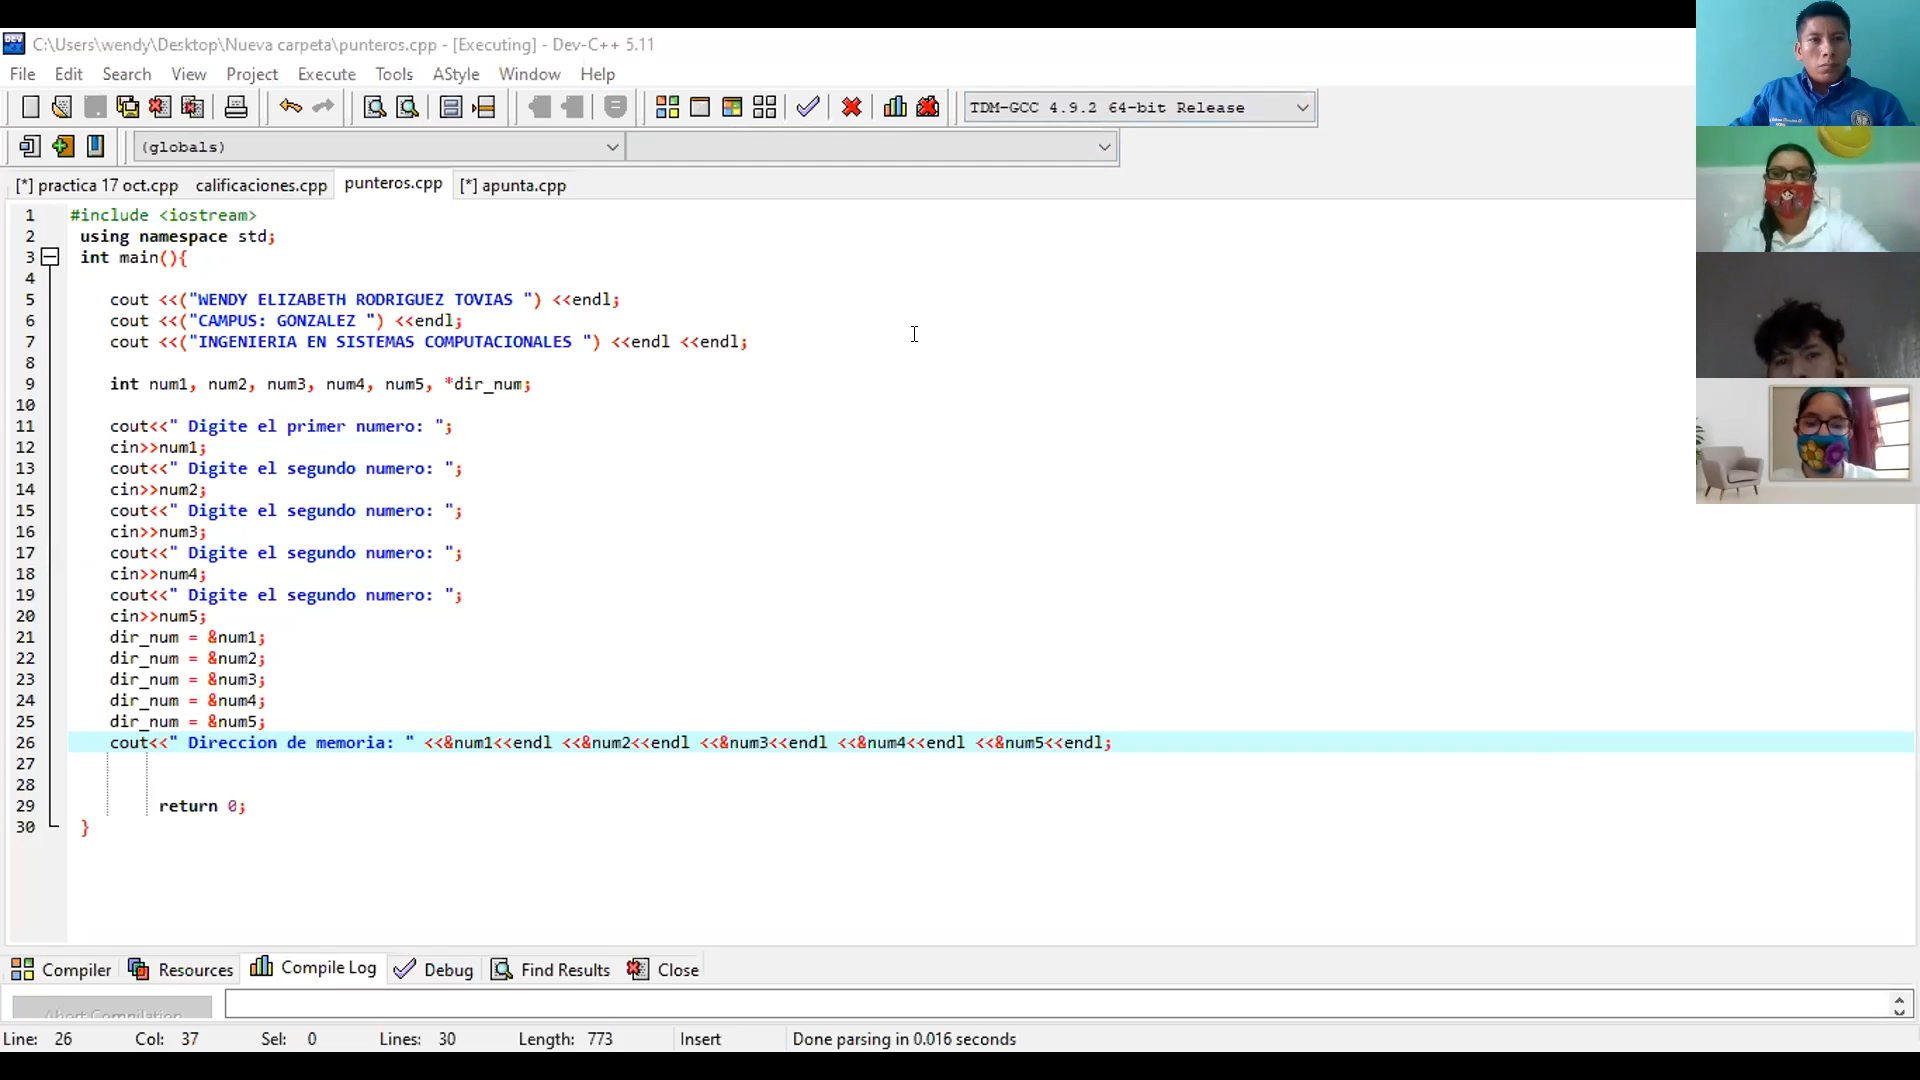 C:\Users\wendy\Desktop\Nueva carpeta\punteros.cpp - [Executing] - Dev-C++ 5.11
File Edit Search View Project Execute Tools AStyle Window Help
TDM-GCC 4.9.2 64-bit Release
(globals)
[*] practica 17 oct.cpp calificaciones.cpp punteros.cpp [*] apunta.cpp
1 #include <iostream>
2 using namespace std;
3 int main(){
4
5 cout <<("WENDY ELIZABETH RODRIGUEZ TOVIAS ") <<endl;
6 cout <<("CAMPUS: GONZALEZ ") <<endl;
7 cout <<("INGENIERIA EN SISTEMAS COMPUTACIONALES ") <<endl <<endl;
8
9 int num1, num2, num3, num4, num5, *dir_num;
10
11 cout<<" Digite el primer numero: ";
12 cin>>num1;
13 cout<<" Digite el segundo numero: ";
14 cin>>num2;
15 cout<<" Digite el segundo numero: ";
16 cin>>num3;
17 cout<<" Digite el segundo numero: ";
18 cin>>num4;
19 cout<<" Digite el segundo numero: ";
20 cin>>num5;
21 dir_num = &num1;
22 dir_num = &num2;
23 dir_num = &num3;
24 dir_num = &num4;
25 dir_num = &num5;
26 cout<<" Direccion de memoria: " <<&num1<<endl <<&num2<<endl <<&num3<<endl <<&num4<<endl <<&num5<<endl;
27
28
29 return 0;
30 }
Compiler Resources Compile Log Debug Find Results Close
Abort Compilation
Line: 26 Col: 37 Sel: 0 Lines: 30 Length: 773 Insert Done parsing in 0.016 seconds